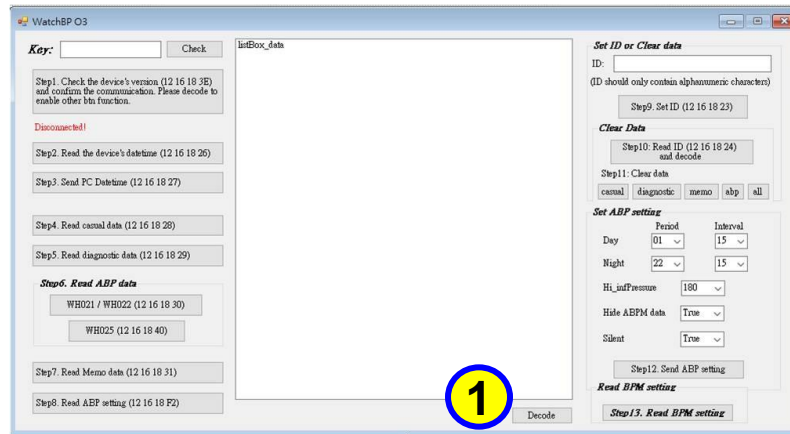 WatchBP O3
Key:
Check
Step1. Check the device's version (12 16 18 3E)
and confirm the communication. Please decode to
enable other btn function.
Disconnected!
Step2. Read the device's datetime (12 16 18 26)
Step3. Send PC Datetime (12 16 18 27)
Step4. Read casual data (12 16 18 28)
Step5. Read diagnostic data (12 16 18 29)
Step6. Read ABP data
WH021 / WH022 (12 16 18 30)
WH025 (12 16 18 40)
Step7. Read Memo data (12 16 18 31)
Step8. Read ABP setting (12 16 18 F2)
listBox_data
1
Decode
Set ID or Clear data
ID:
(ID should only contain alphanumeric characters)
Step9. Set ID (12 16 18 23)
Clear Data
Step10: Read ID (12 16 18 24)
and decode
Step11: Clear data
casual diagnostic memo abp all
Set ABP setting
Period Interval
Day 01 15
Night 22 15
Hi_infPressure 180
Hide ABPM data True
Silent True
Step12. Send ABP setting
Read BPM setting
Step13. Read BPM setting